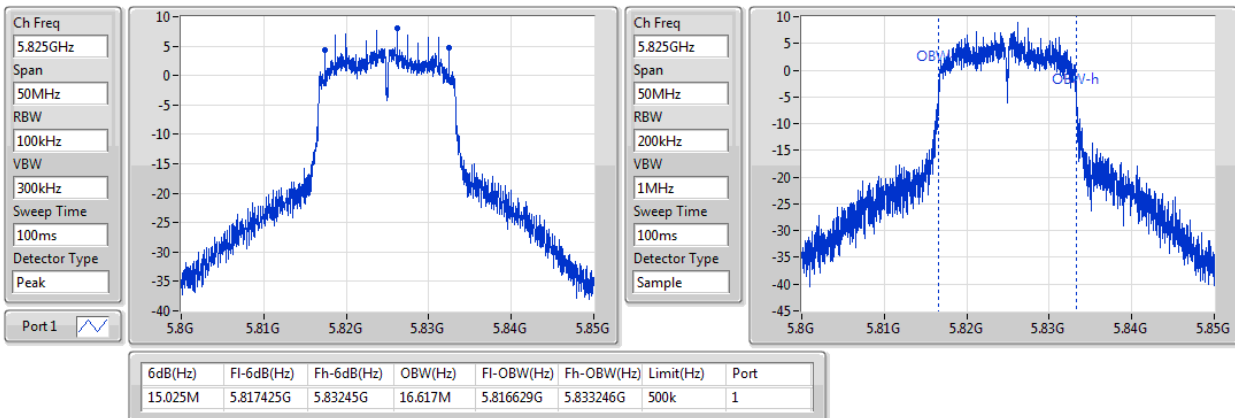 Ch Freq
5.825GHz
Span
50MHz
RBW
100kHz
VBW
300kHz
Sweep Time
100ms
Detector Type
Peak
Port 1
10
5
0
-5
-10
-15
-20
-25
-30
-35
-40
5.8G 5.81G 5.82G 5.83G 5.84G 5.85G
Ch Freq
5.825GHz
Span
50MHz
RBW
200kHz
VBW
1MHz
Sweep Time
100ms
Detector Type
Sample
10
5
0
-5
-10
-15
-20
-25
-30
-35
-40
-45
OBW
OBW-h
5.8G 5.81G 5.82G 5.83G 5.84G 5.85G
6dB(Hz) Fl-6dB(Hz) Fh-6dB(Hz) OBW(Hz) Fl-OBW(Hz) Fh-OBW(Hz) Limit(Hz) Port
15.025M 5.817425G 5.83245G 16.617M 5.816629G 5.833246G 500k 1